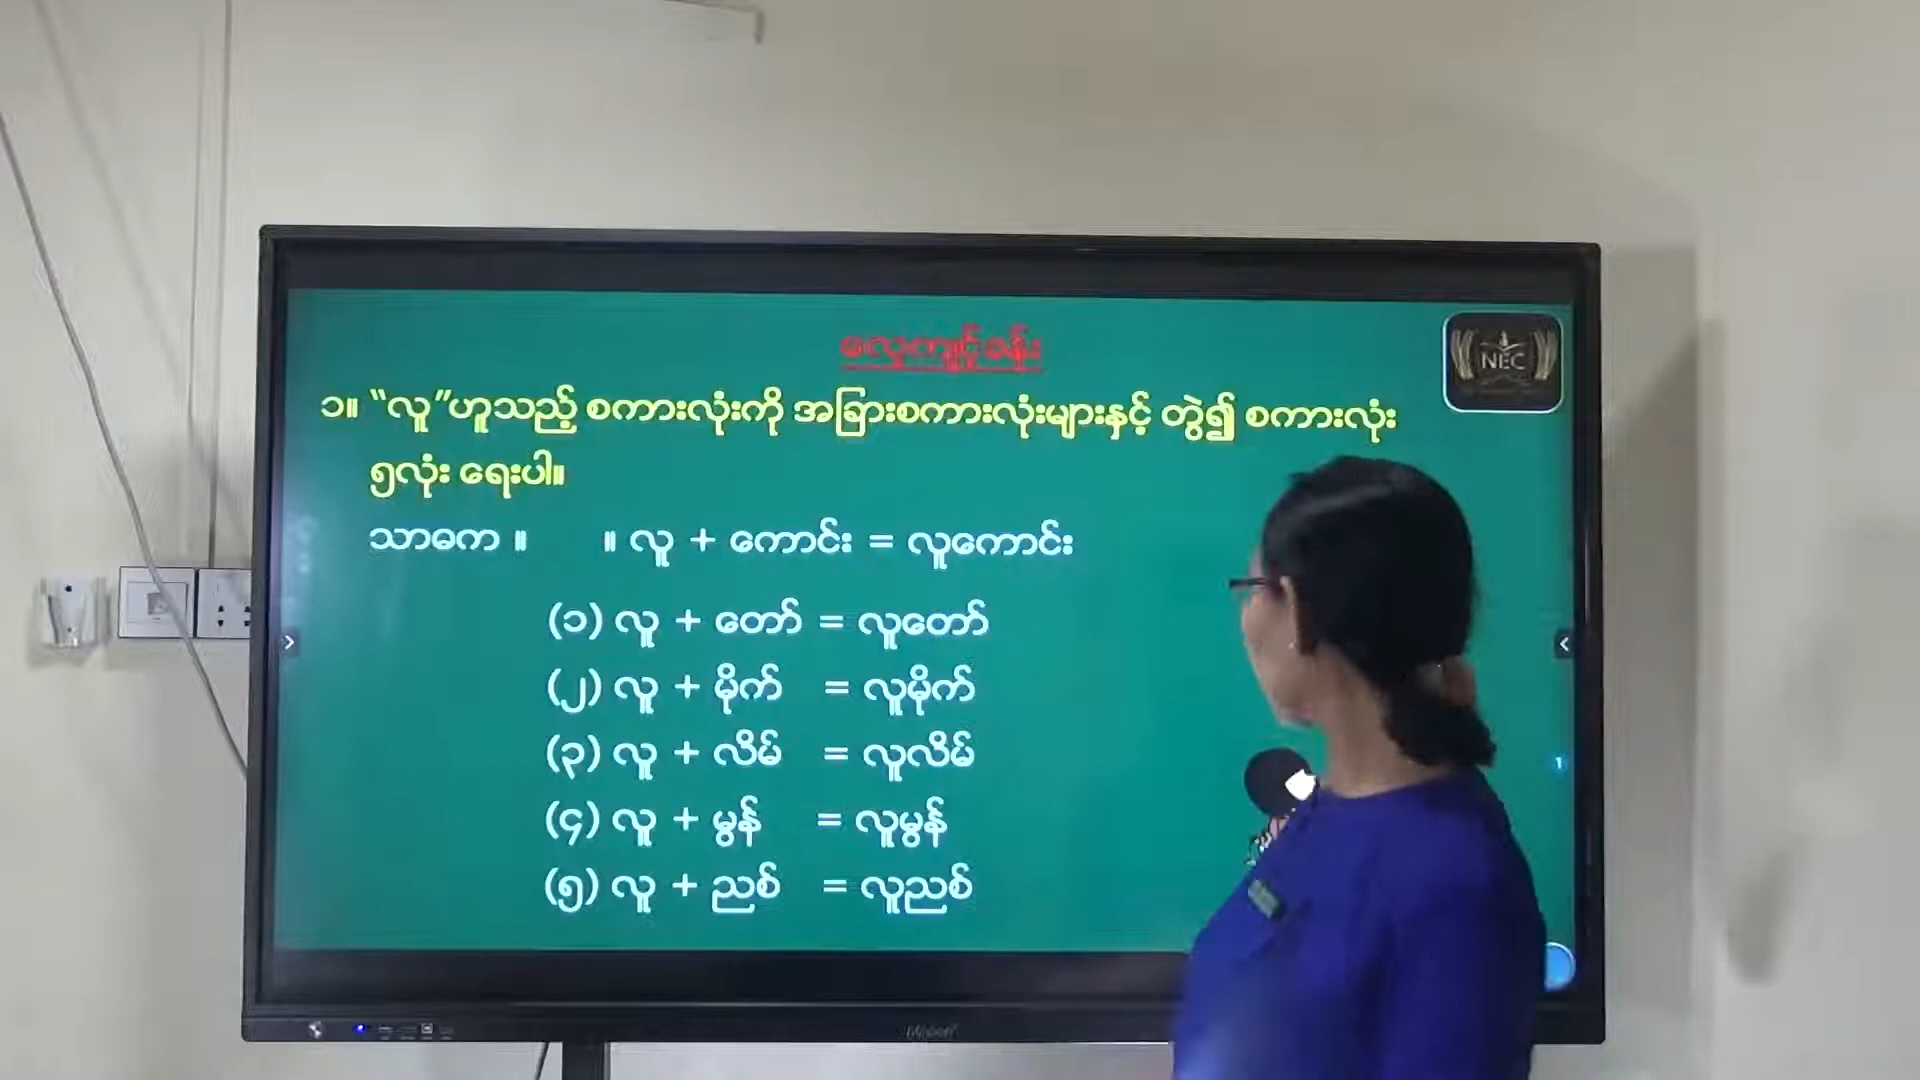 လေ့ကျင့်ခန်း
NEC
၁။ “လူ”ဟူသည့် စကားလုံးကို အခြားစကားလုံးများနှင့် တွဲ၍ စကားလုံး
၅လုံး ရေးပါ။
သာဓက ။ ။ လူ + ကောင်း = လူကောင်း
(၁) လူ + တော် = လူတော်
(၂) လူ + မိုက် = လူမိုက်
(၃) လူ + လိမ် = လူလိမ်
(၄) လူ + မွန် = လူမွန်
(၅) လူ + ညစ် = လူညစ်
1